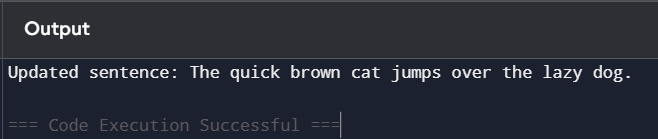 Output
Updated sentence: The quick brown cat jumps over the lazy dog.
=== Code Execution Successful ===